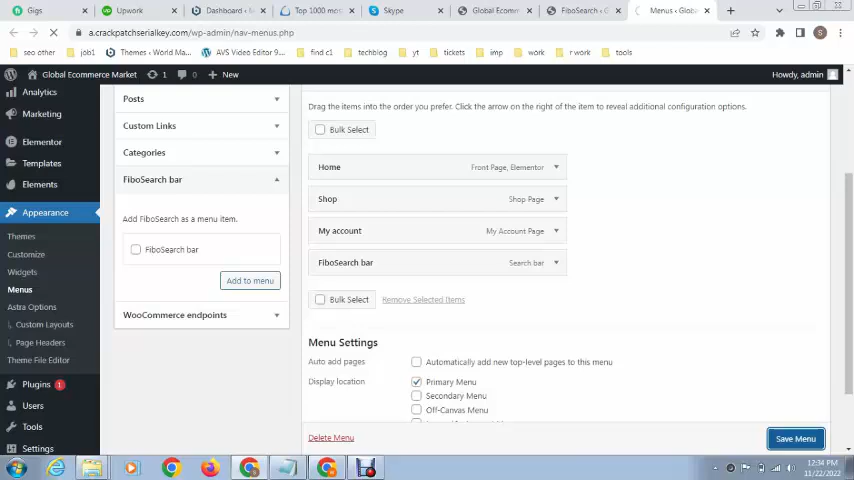 Gigs
Upwork
Dashboard ‹ M
Top 1000 mos
Skype
Global Ecomm
FiboSearch ‹ G
Menus ‹ Globa
a.crackpatchserialkey.com/wp-admin/nav-menus.php
seo other
job1
Themes ‹ World Ma...
AVS Video Editor 9...
find c1
techblog
yt
tickets
imm
work
r work
tools
Global Ecommerce Market
1
0
New
Howdy, admin
Analytics
Marketing
Elementor
Templates
Elements
Appearance
Themes
Customize
Widgets
Menus
Astra Options
Custom Layouts
Page Headers
Theme File Editor
Plugins 1
Users
Tools
Settings
Posts
Custom Links
Categories
FiboSearch bar
Add FiboSearch as a menu item.
FiboSearch bar
Add to menu
WooCommerce endpoints
Drag the items into the order you prefer. Click the arrow on the right of the item to reveal additional configuration options.
Bulk Select
Home Front Page, Elementor
Shop Shop Page
My account My Account Page
FiboSearch bar Search bar
Bulk Select Remove Selected Items
Menu Settings
Auto add pages Automatically add new top-level pages to this menu
Display location Primary Menu
Secondary Menu
Off-Canvas Menu
Delete Menu
Save Menu
12:34 PM
11/22/2022